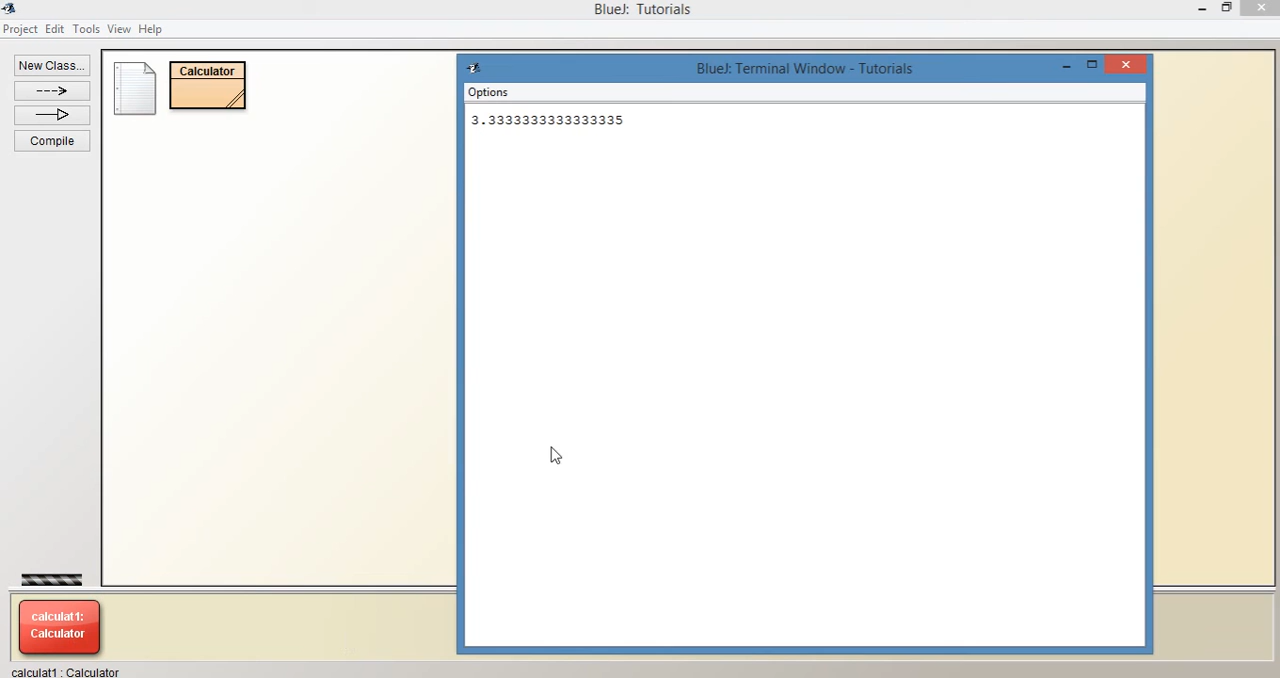 BlueJ: Tutorials
Project Edit Tools View Help
New Class...
Compile
Calculator
BlueJ: Terminal Window - Tutorials
Options
3.3333333333333335
calculat1:
Calculator
calculat1 : Calculator